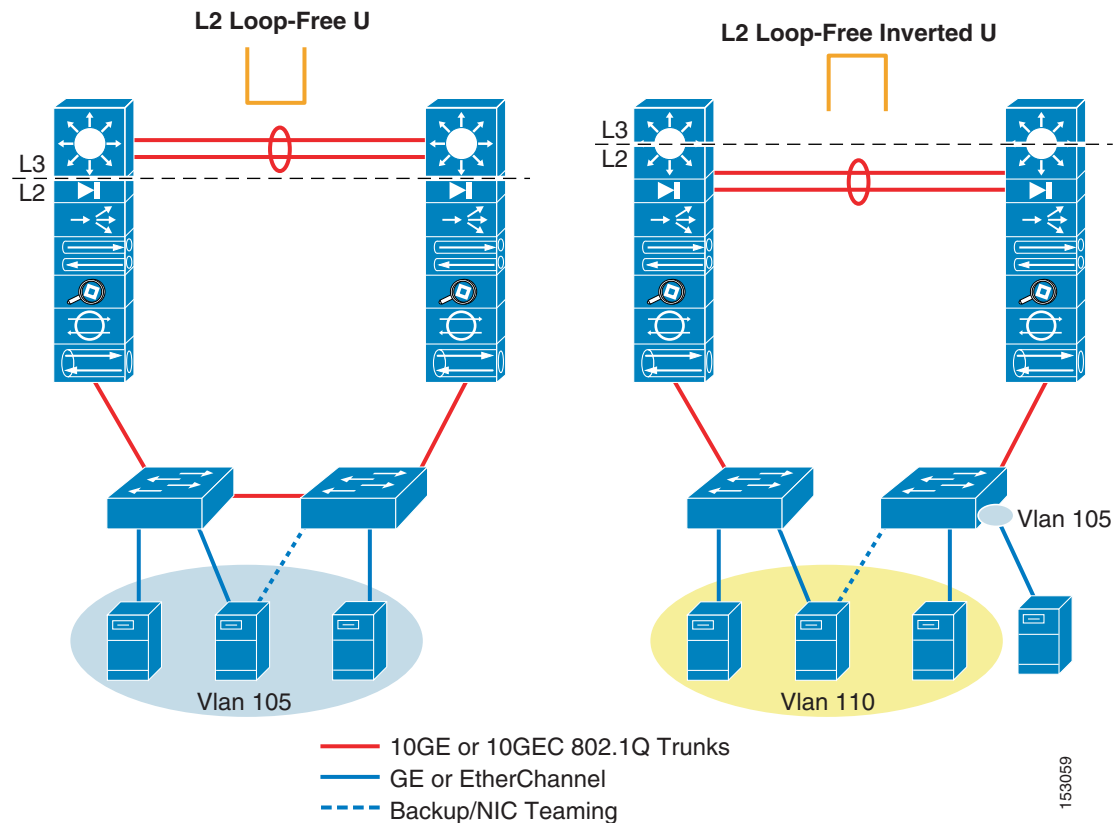 L2 Loop-Free U
L3
L2
Vlan 105
L2 Loop-Free Inverted U
L3
L2
Vlan 105
Vlan 110
10GE or 10GEC 802.1Q Trunks
GE or EtherChannel
Backup/NIC Teaming
153059